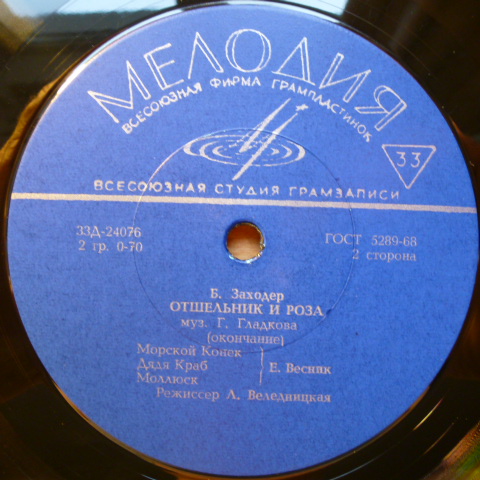 МЕЛОДИЯ
ВСЕСОЮЗНАЯ ФИРМА ГРАМПЛАСТИНОК
33
ВСЕСОЮЗНАЯ СТУДИЯ ГРАМЗАПИСИ
33Д-24076
ГОСТ 5289-68
2 гр. 0-70
2 сторона
Б. Заходер
ОТШЕЛЬНИК И РОЗА
муз. Г. Гладкова
(окончание)
Морской Конек
Дядя Краб
Е. Весник
Моллюск
Режиссер Л. Веледницкая